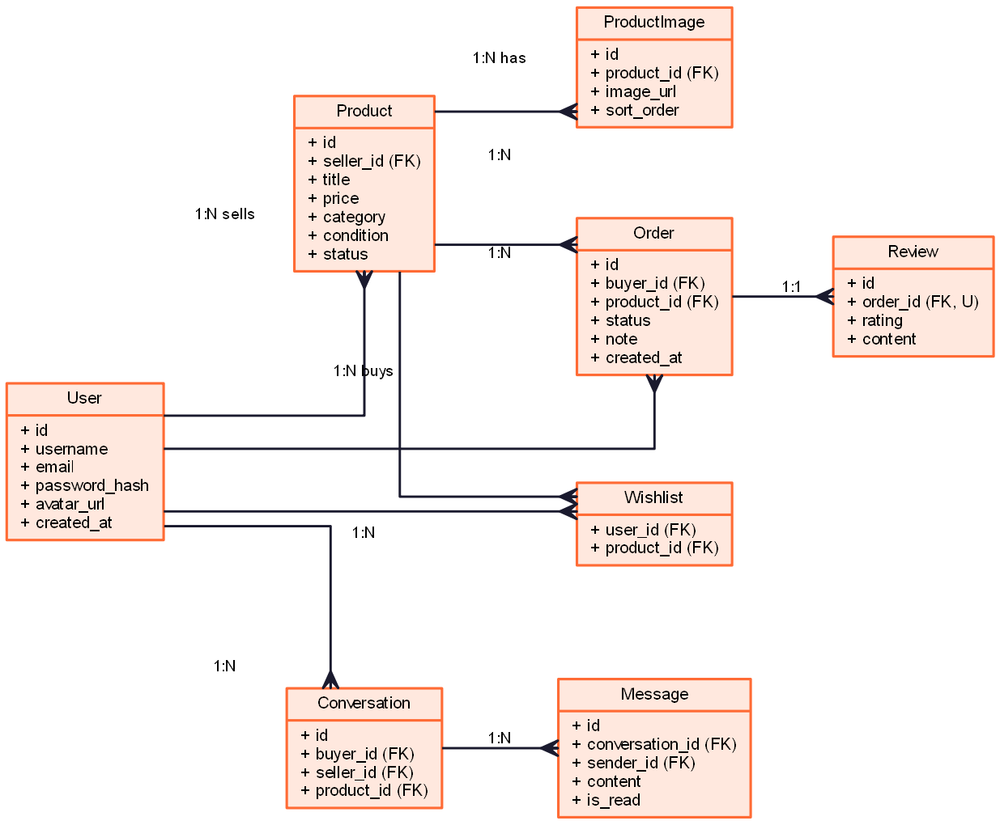 ProductImage
+ id
+ product_id (FK)
+ image_url
+ sort_order
1:N has
Product
+ id
+ seller_id (FK)
+ title
+ price
+ category
+ condition
+ status
1:N
1:N sells
Order
+ id
+ buyer_id (FK)
+ product_id (FK)
+ status
+ note
+ created_at
1:N
Review
+ id
+ order_id (FK, U)
+ rating
+ content
1:1
1:N buys
User
+ id
+ username
+ email
+ password_hash
+ avatar_url
+ created_at
Wishlist
+ user_id (FK)
+ product_id (FK)
1:N
1:N
Conversation
+ id
+ buyer_id (FK)
+ seller_id (FK)
+ product_id (FK)
1:N
Message
+ id
+ conversation_id (FK)
+ sender_id (FK)
+ content
+ is_read